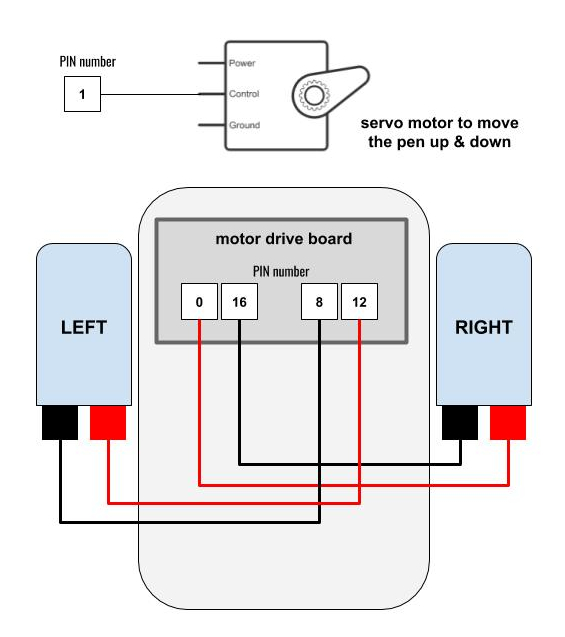 PIN number
1
Power
Control
Ground
servo motor to move
the pen up & down
motor drive board
PIN number
0 16 8 12
LEFT
RIGHT